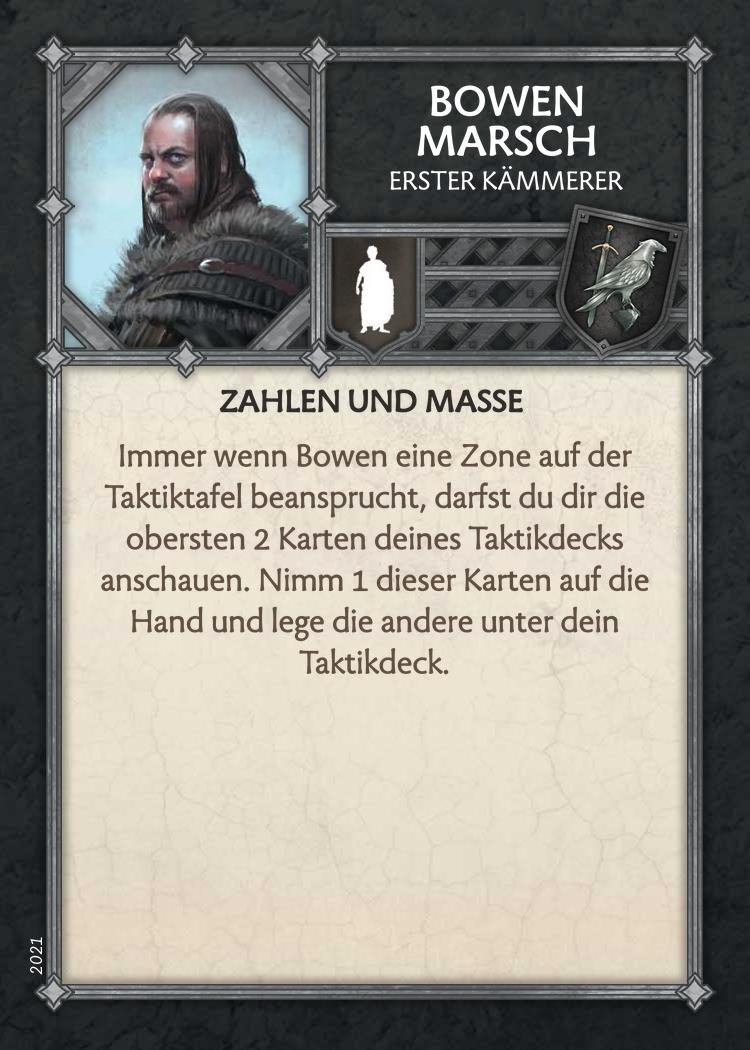 BOWEN
MARSCH
ERSTER KÄMMERER
ZAHLEN UND MASSE
Immer wenn Bowen eine Zone auf der
Taktiktafel beansprucht, darfst du dir die
obersten 2 Karten deines Taktikdecks
anschauen. Nimm 1 dieser Karten auf die
Hand und lege die andere unter dein
Taktikdeck.
2021